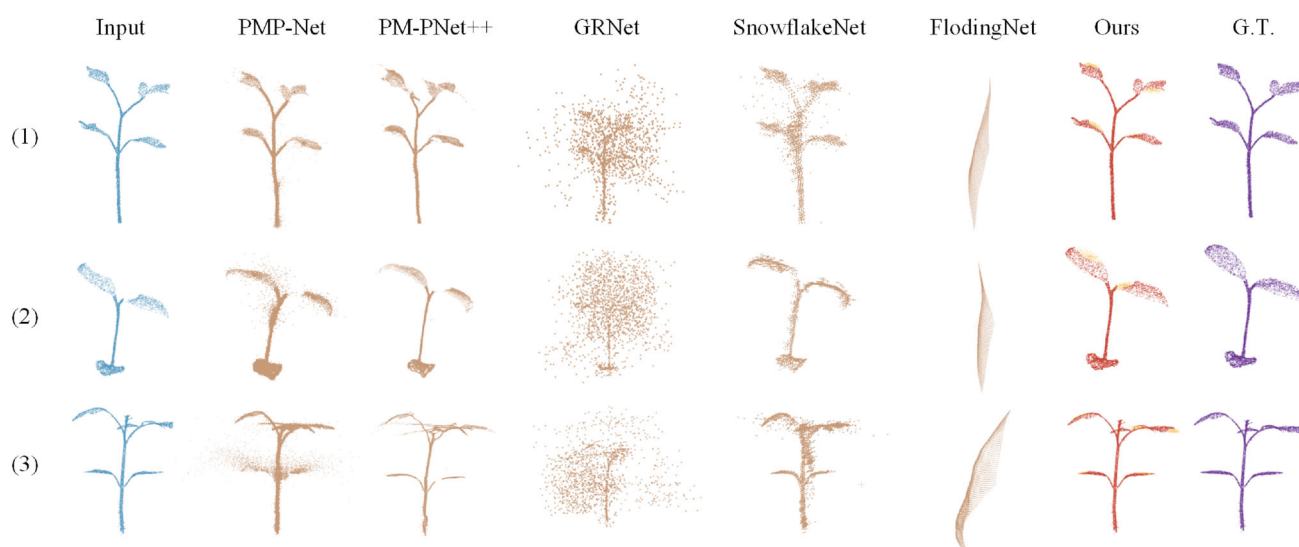 Input PMP-Net PM-PNet++ GRNet SnowflakeNet FlodingNet Ours G.T.
(1)
(2)
(3)